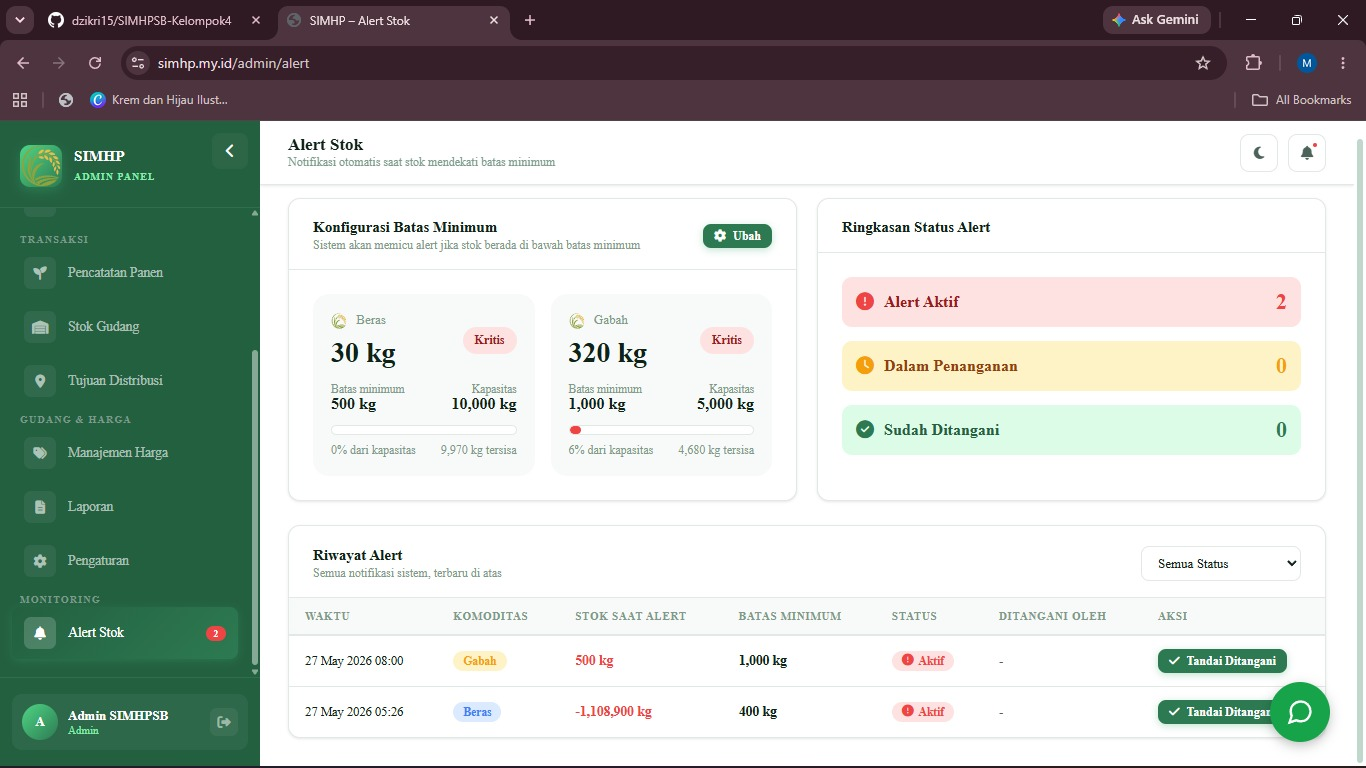 dzikri15/SIMHPSB-Kelompok4
SIMHP – Alert Stok
Ask Gemini
simhp.my.id/admin/alert
M
Krem dan Hijau Ilust...
All Bookmarks
SIMHP
ADMIN PANEL
TRANSAKSI
Pencatatan Panen
Stok Gudang
Tujuan Distribusi
GUDANG & HARGA
Manajemen Harga
Laporan
Pengaturan
MONITORING
Alert Stok 2
A
Admin SIMHPSB
Admin
Alert Stok
Notifikasi otomatis saat stok mendekati batas minimum
Konfigurasi Batas Minimum
Sistem akan memicu alert jika stok berada di bawah batas minimum
Ubah
Beras
Kritis
30 kg
Batas minimum Kapasitas
500 kg 10,000 kg
0% dari kapasitas 9,970 kg tersisa
Gabah
Kritis
320 kg
Batas minimum Kapasitas
1,000 kg 5,000 kg
6% dari kapasitas 4,680 kg tersisa
Ringkasan Status Alert
Alert Aktif 2
Dalam Penanganan 0
Sudah Ditangani 0
Riwayat Alert
Semua notifikasi sistem, terbaru di atas
Semua Status
WAKTU KOMODITAS STOK SAAT ALERT BATAS MINIMUM STATUS DITANGANI OLEH AKSI
27 May 2026 08:00 Gabah 500 kg 1,000 kg Aktif - Tandai Ditangani
27 May 2026 05:26 Beras -1,108,900 kg 400 kg Aktif - Tandai Ditangan